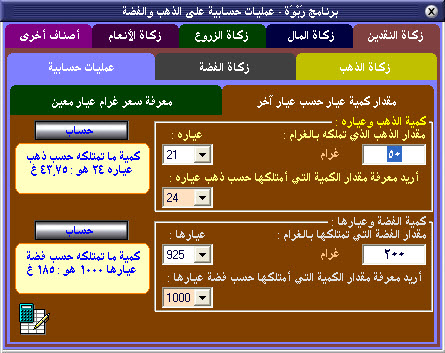 برنامج رَبْوَة - عمليات حسابية على الذهب والفضة
زكاة النقدين
زكاة المال
زكاة الزروع
زكاة الأنعام
أصناف أخرى
زكاة الذهب
زكاة الفضة
عمليات حسابية
مقدار كمية عيار حسب عيار آخر
معرفة سعر غرام عيار معين
كمية الذهب وعياره :
مقدار الذهب الذي تملكه بالغرام :
عياره :
٥٠
غرام
21
أريد معرفة مقدار الكمية التي أمتلكها حسب ذهب عياره :
24
حساب
كمية ما تمتلكه حسب ذهب
عياره ٢٤ هو : ٤٣,٧٥ غ
كمية الفضة وعيارها :
مقدار الفضة التي تمتلكها بالغرام :
عيارها :
٢٠٠
غرام
925
أريد معرفة مقدار الكمية التي أمتلكها حسب فضة عيارها :
1000
حساب
كمية ما تمتلكه حسب فضة
عيارها ١٠٠٠ هو : ١٨٥ غ